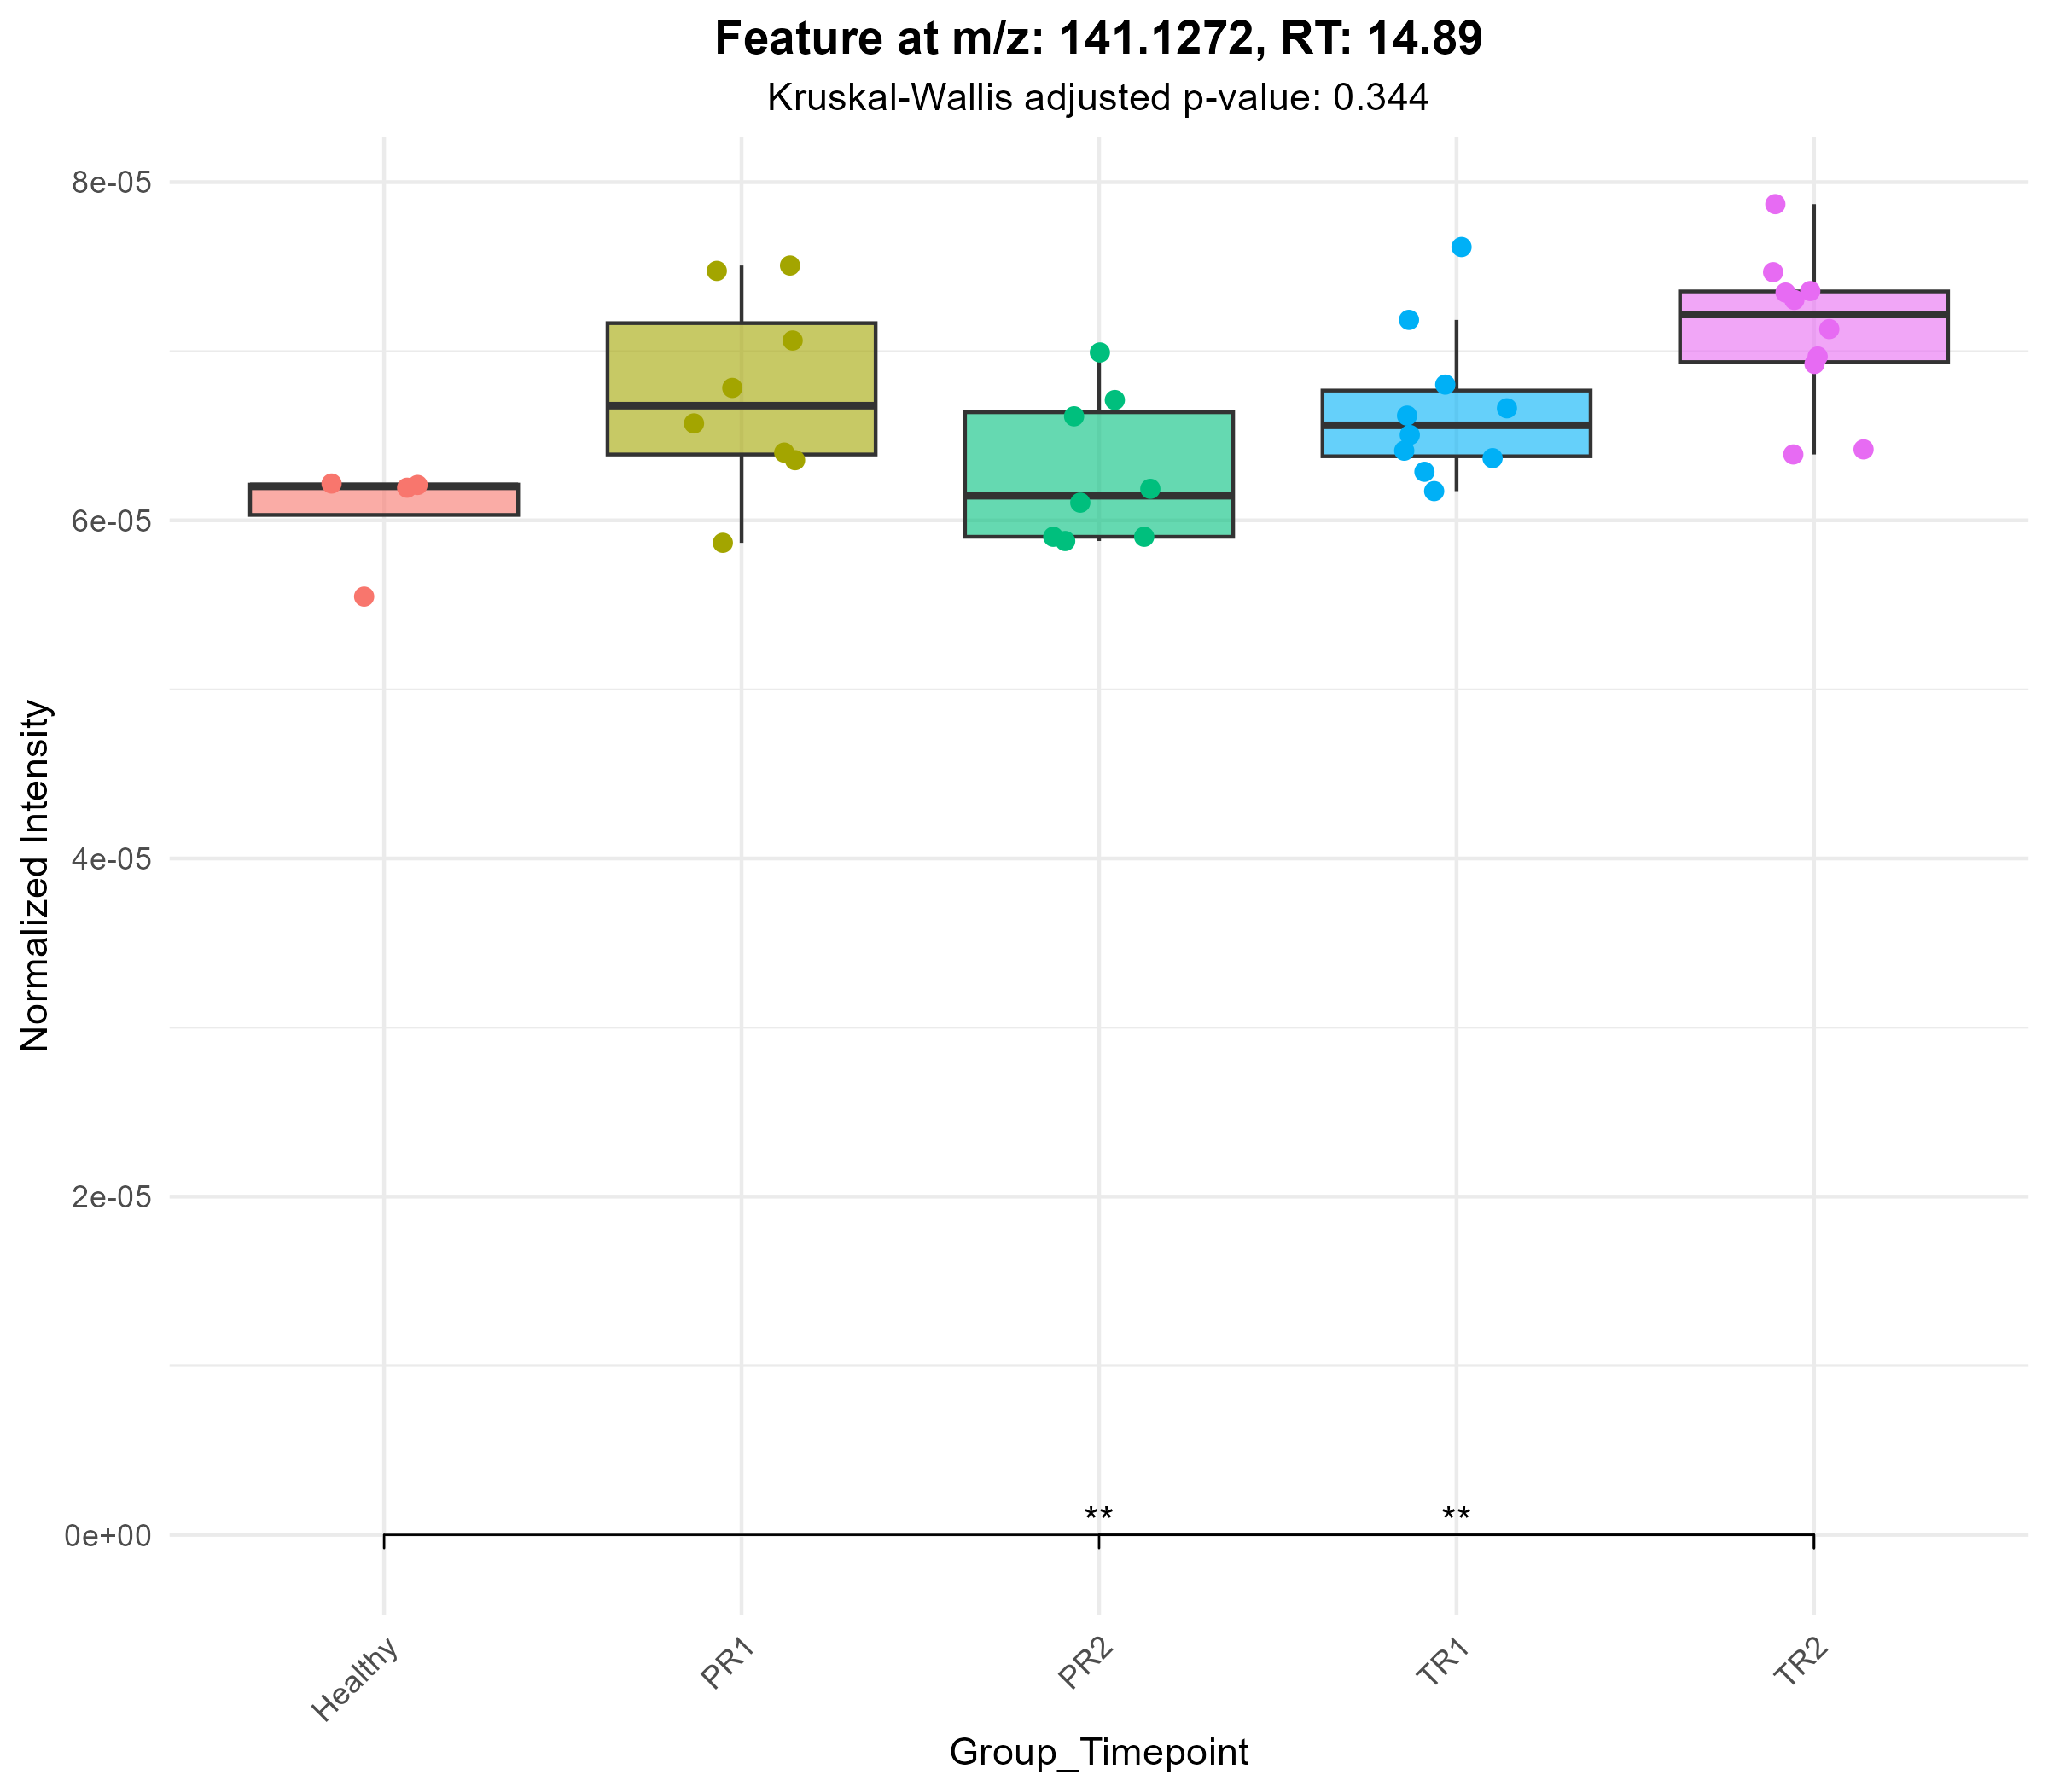 Feature at m/z: 141.1272, RT: 14.89
Kruskal-Wallis adjusted p-value: 0.344
8e-05
6e-05
4e-05
2e-05
0e+00
Normalized Intensity
** **
Healthy PR1 PR2 TR1 TR2
Group_Timepoint